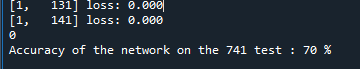 [1,   131] loss: 0.000
[1,   141] loss: 0.000
0
Accuracy of the network on the 741 test : 70 %